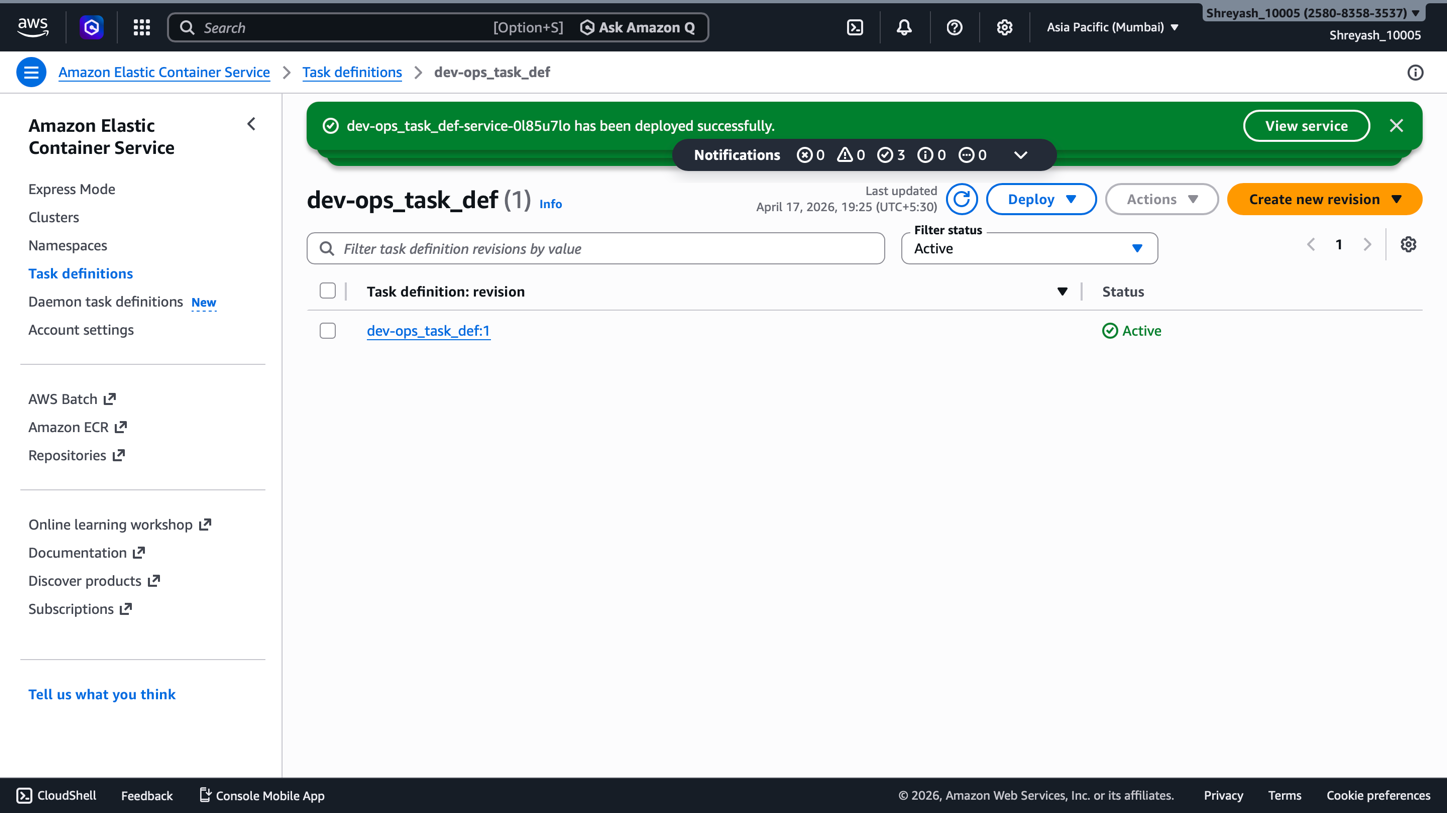 aws
Search [Option+S] Ask Amazon Q
Asia Pacific (Mumbai)
Shreyash_10005 (2580-8358-3537)
Shreyash_10005
Amazon Elastic Container Service > Task definitions > dev-ops_task_def
Amazon Elastic
Container Service
Express Mode
Clusters
Namespaces
Task definitions
Daemon task definitions New
Account settings
AWS Batch
Amazon ECR
Repositories
Online learning workshop
Documentation
Discover products
Subscriptions
Tell us what you think
dev-ops_task_def-service-0l85u7lo has been deployed successfully.
View service
Notifications 0 0 3 0 0
dev-ops_task_def (1) Info
Last updated
April 17, 2026, 19:25 (UTC+5:30)
Deploy
Actions
Create new revision
Filter task definition revisions by value
Filter status
Active
1
Task definition: revision Status
dev-ops_task_def:1 Active
CloudShell Feedback Console Mobile App © 2026, Amazon Web Services, Inc. or its affiliates. Privacy Terms Cookie preferences